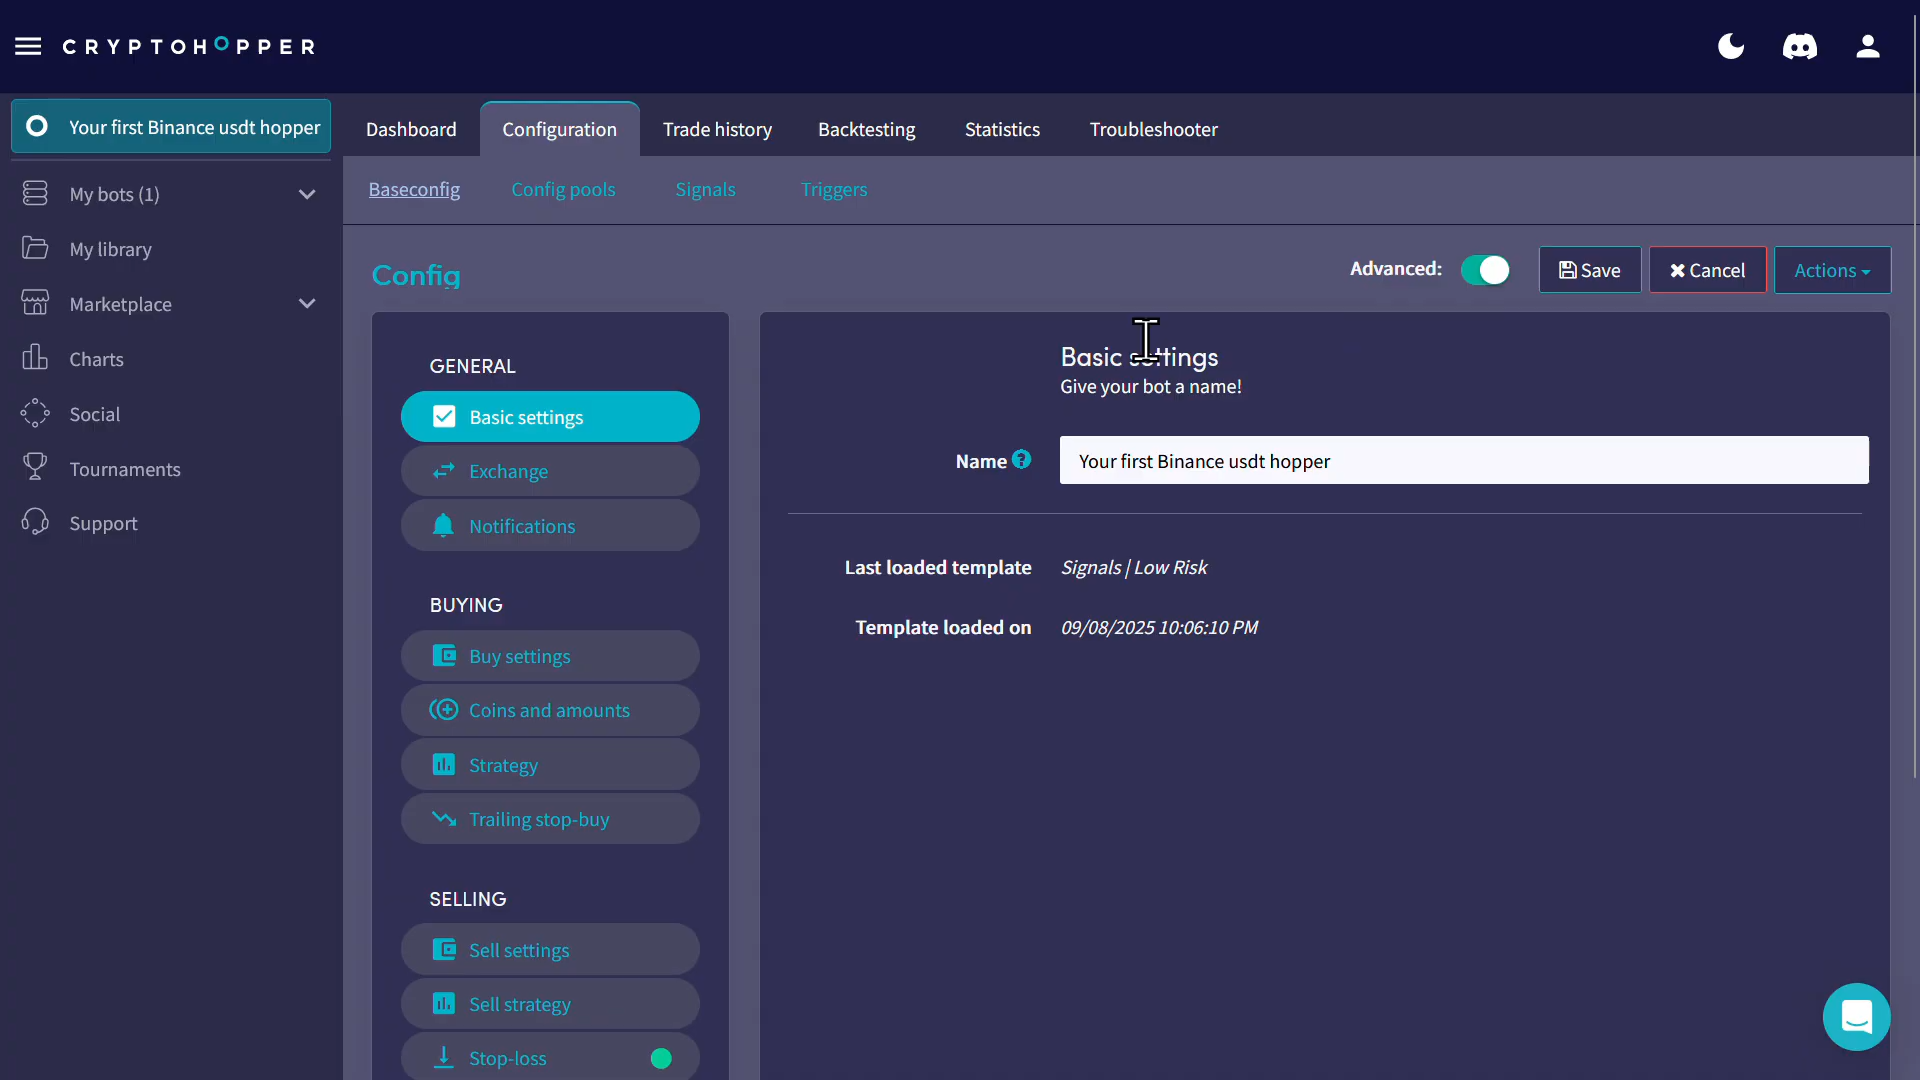 CRYPTOHOPPER
Your first Binance usdt hopper
My bots (1)
My library
Marketplace
Charts
Social
Tournaments
Support
Dashboard
Configuration
Trade history
Backtesting
Statistics
Troubleshooter
Baseconfig
Config pools
Signals
Triggers
Config
Advanced:
Save
Cancel
Actions
GENERAL
Basic settings
Exchange
Notifications
BUYING
Buy settings
Coins and amounts
Strategy
Trailing stop-buy
SELLING
Sell settings
Sell strategy
Stop-loss
Basic settings
Give your bot a name!
Name ?
Your first Binance usdt hopper
Last loaded template Signals | Low Risk
Template loaded on 09/08/2025 10:06:10 PM